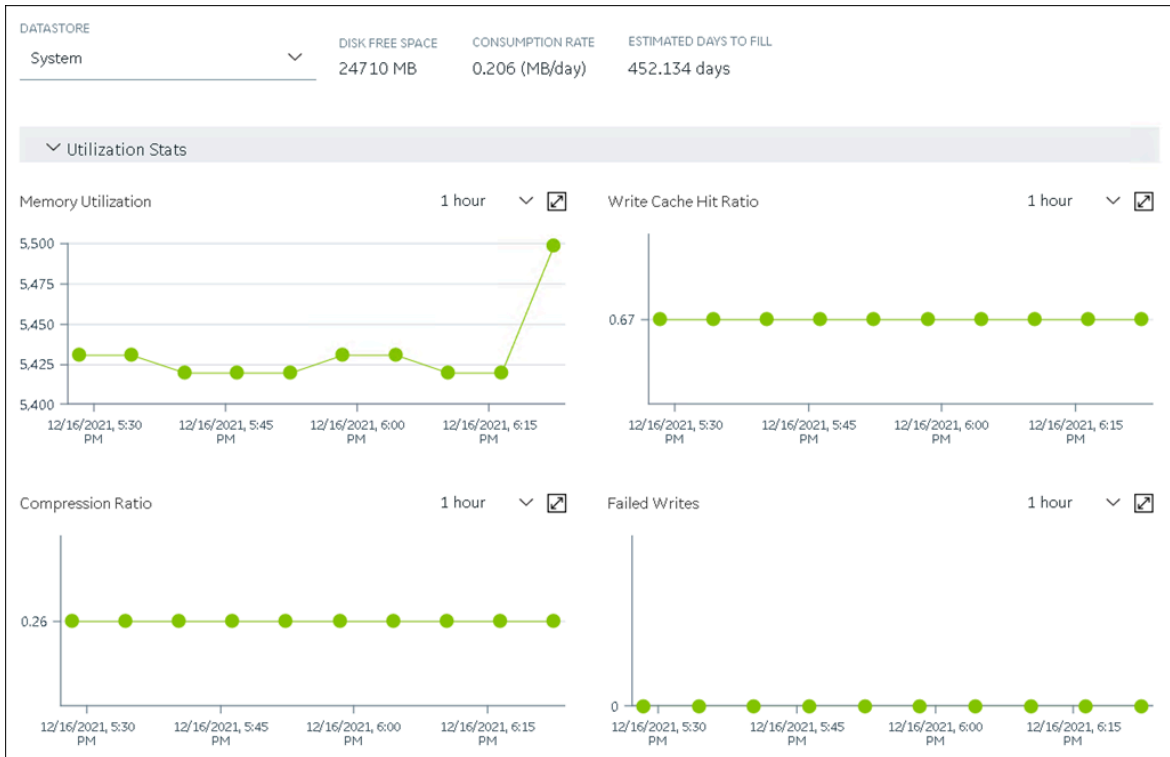 DATASTORE
System
DISK FREE SPACE
24710 MB
CONSUMPTION RATE
0.206 (MB/day)
ESTIMATED DAYS TO FILL
452.134 days
Utilization Stats
Memory Utilization
1 hour
5,500
5,475
5,450
5,425
5,400
12/16/2021, 5:30
PM
12/16/2021, 5:45
PM
12/16/2021, 6:00
PM
12/16/2021, 6:15
PM
Write Cache Hit Ratio
1 hour
0.67
12/16/2021, 5:30
PM
12/16/2021, 5:45
PM
12/16/2021, 6:00
PM
12/16/2021, 6:15
PM
Compression Ratio
1 hour
0.26
12/16/2021, 5:30
PM
12/16/2021, 5:45
PM
12/16/2021, 6:00
PM
12/16/2021, 6:15
PM
Failed Writes
1 hour
0
12/16/2021, 5:30
PM
12/16/2021, 5:45
PM
12/16/2021, 6:00
PM
12/16/2021, 6:15
PM